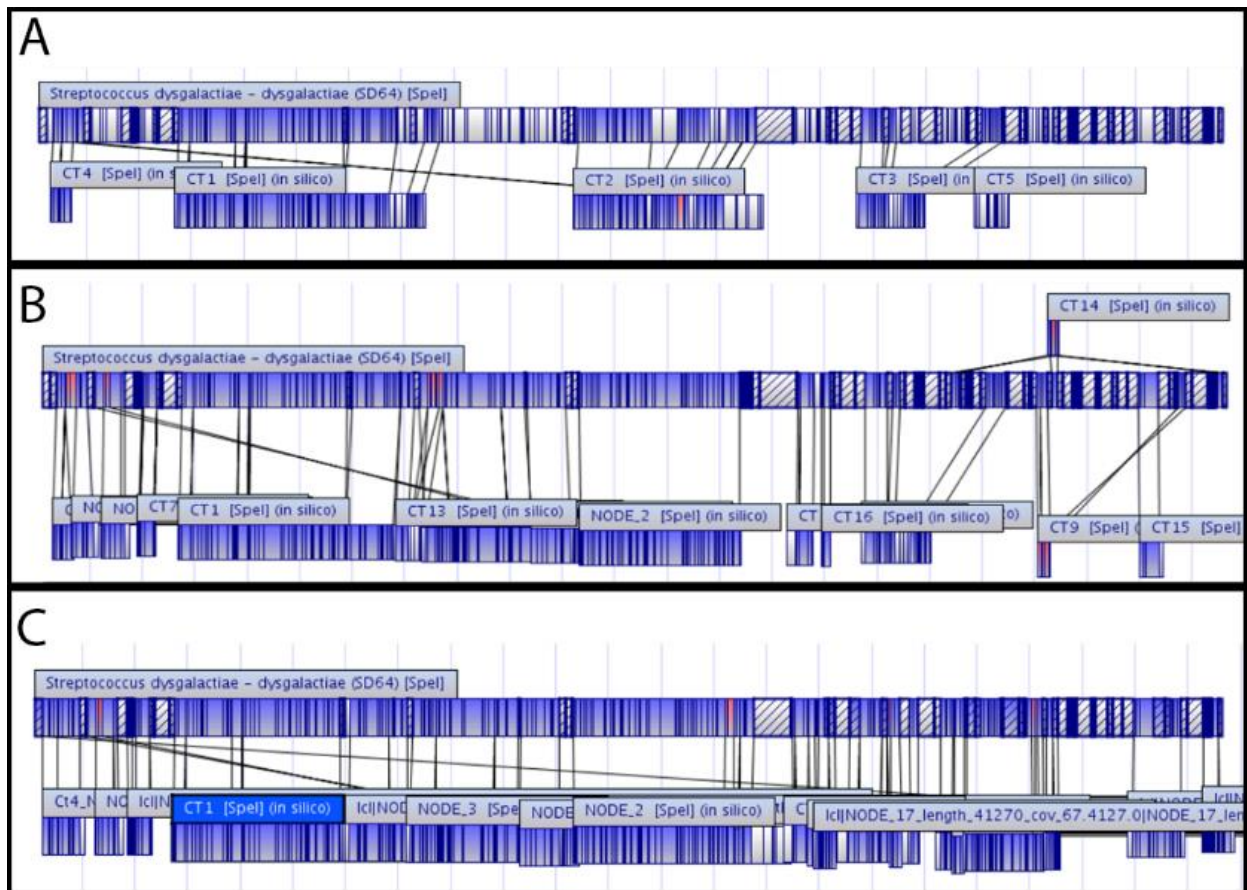 A
Streptococcus dysgalactiae - dysgalactiae (SD64) [SpeI]
CT4 [SpeI] (in s
CT1 [SpeI] (in silico)
CT2 [SpeI] (in silico)
CT3 [SpeI] (in
CT5 [SpeI] (in silico)
B
CT14 [SpeI] (in silico)
Streptococcus dysgalactiae - dysgalactiae (SD64) [SpeI]
NO
CT7
CT1 [SpeI] (in silico)
CT13 [SpeI] (in silico)
NODE_2 [SpeI] (in silico)
CT
CT16 [SpeI] (in silico)
CT9 [SpeI] (
CT15 [SpeI]
C
Streptococcus dysgalactiae - dysgalactiae (SD64) [SpeI]
Ct4_N
NO
lcl|N
CT1 [SpeI] (in silico)
lcl|NOD
NODE_3 [Spe
NODE
NODE_2 [SpeI] (in silico)
lcl|NODE_17_length_41270_cov_67.4127.0|NODE_17_len